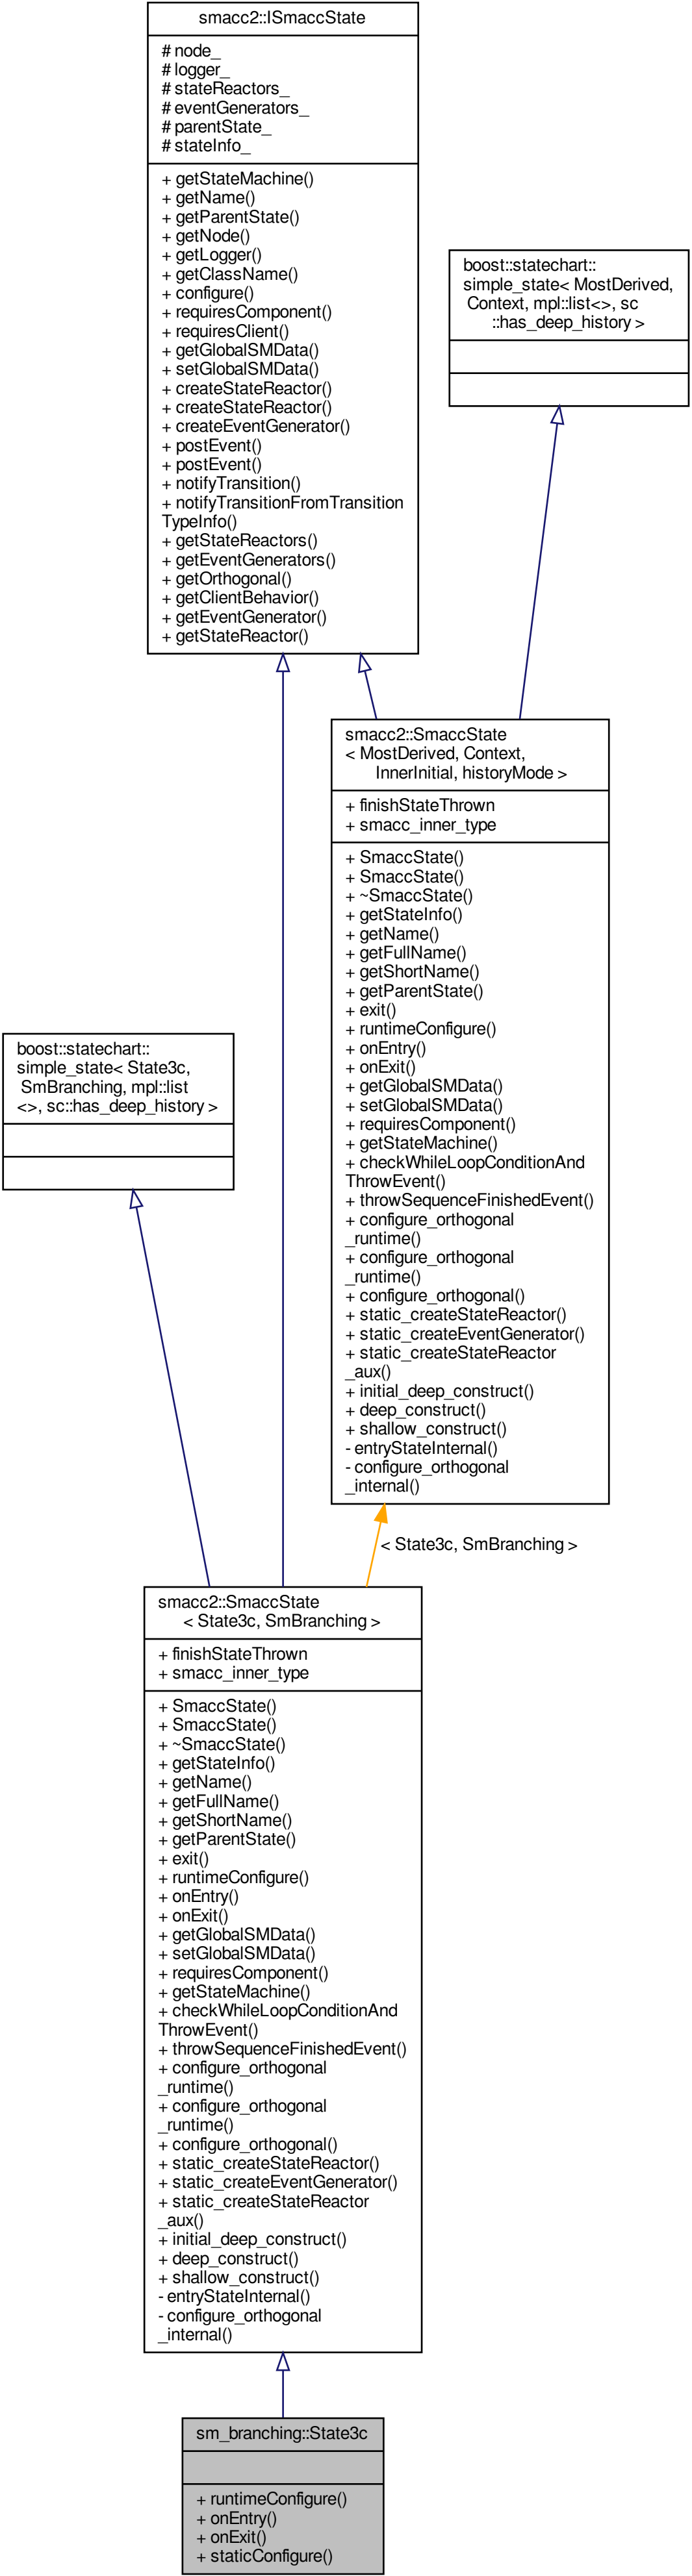 smacc2::ISmaccState
# node_
# logger_
# stateReactors_
# eventGenerators_
# parentState_
# stateInfo_
+ getStateMachine()
+ getName()
+ getParentState()
+ getNode()
+ getLogger()
+ getClassName()
+ configure()
+ requiresComponent()
+ requiresClient()
+ getGlobalSMData()
+ setGlobalSMData()
+ createStateReactor()
+ createStateReactor()
+ createEventGenerator()
+ postEvent()
+ postEvent()
+ notifyTransition()
+ notifyTransitionFromTransition
TypeInfo()
+ getStateReactors()
+ getEventGenerators()
+ getOrthogonal()
+ getClientBehavior()
+ getEventGenerator()
+ getStateReactor()
boost::statechart::
simple_state< MostDerived,
Context, mpl::list<>, sc
::has_deep_history >
smacc2::SmaccState
< MostDerived, Context,
InnerInitial, historyMode >
+ finishStateThrown
+ smacc_inner_type
+ SmaccState()
+ SmaccState()
+ ~SmaccState()
+ getStateInfo()
+ getName()
+ getFullName()
+ getShortName()
+ getParentState()
+ exit()
+ runtimeConfigure()
+ onEntry()
+ onExit()
+ getGlobalSMData()
+ setGlobalSMData()
+ requiresComponent()
+ getStateMachine()
+ checkWhileLoopConditionAnd
ThrowEvent()
+ throwSequenceFinishedEvent()
+ configure_orthogonal
_runtime()
+ configure_orthogonal
_runtime()
+ configure_orthogonal()
+ static_createStateReactor()
+ static_createEventGenerator()
+ static_createStateReactor
_aux()
+ initial_deep_construct()
+ deep_construct()
+ shallow_construct()
- entryStateInternal()
- configure_orthogonal
_internal()
boost::statechart::
simple_state< State3c,
SmBranching, mpl::list
<>, sc::has_deep_history >
< State3c, SmBranching >
smacc2::SmaccState
< State3c, SmBranching >
+ finishStateThrown
+ smacc_inner_type
+ SmaccState()
+ SmaccState()
+ ~SmaccState()
+ getStateInfo()
+ getName()
+ getFullName()
+ getShortName()
+ getParentState()
+ exit()
+ runtimeConfigure()
+ onEntry()
+ onExit()
+ getGlobalSMData()
+ setGlobalSMData()
+ requiresComponent()
+ getStateMachine()
+ checkWhileLoopConditionAnd
ThrowEvent()
+ throwSequenceFinishedEvent()
+ configure_orthogonal
_runtime()
+ configure_orthogonal
_runtime()
+ configure_orthogonal()
+ static_createStateReactor()
+ static_createEventGenerator()
+ static_createStateReactor
_aux()
+ initial_deep_construct()
+ deep_construct()
+ shallow_construct()
- entryStateInternal()
- configure_orthogonal
_internal()
sm_branching::State3c
+ runtimeConfigure()
+ onEntry()
+ onExit()
+ staticConfigure()